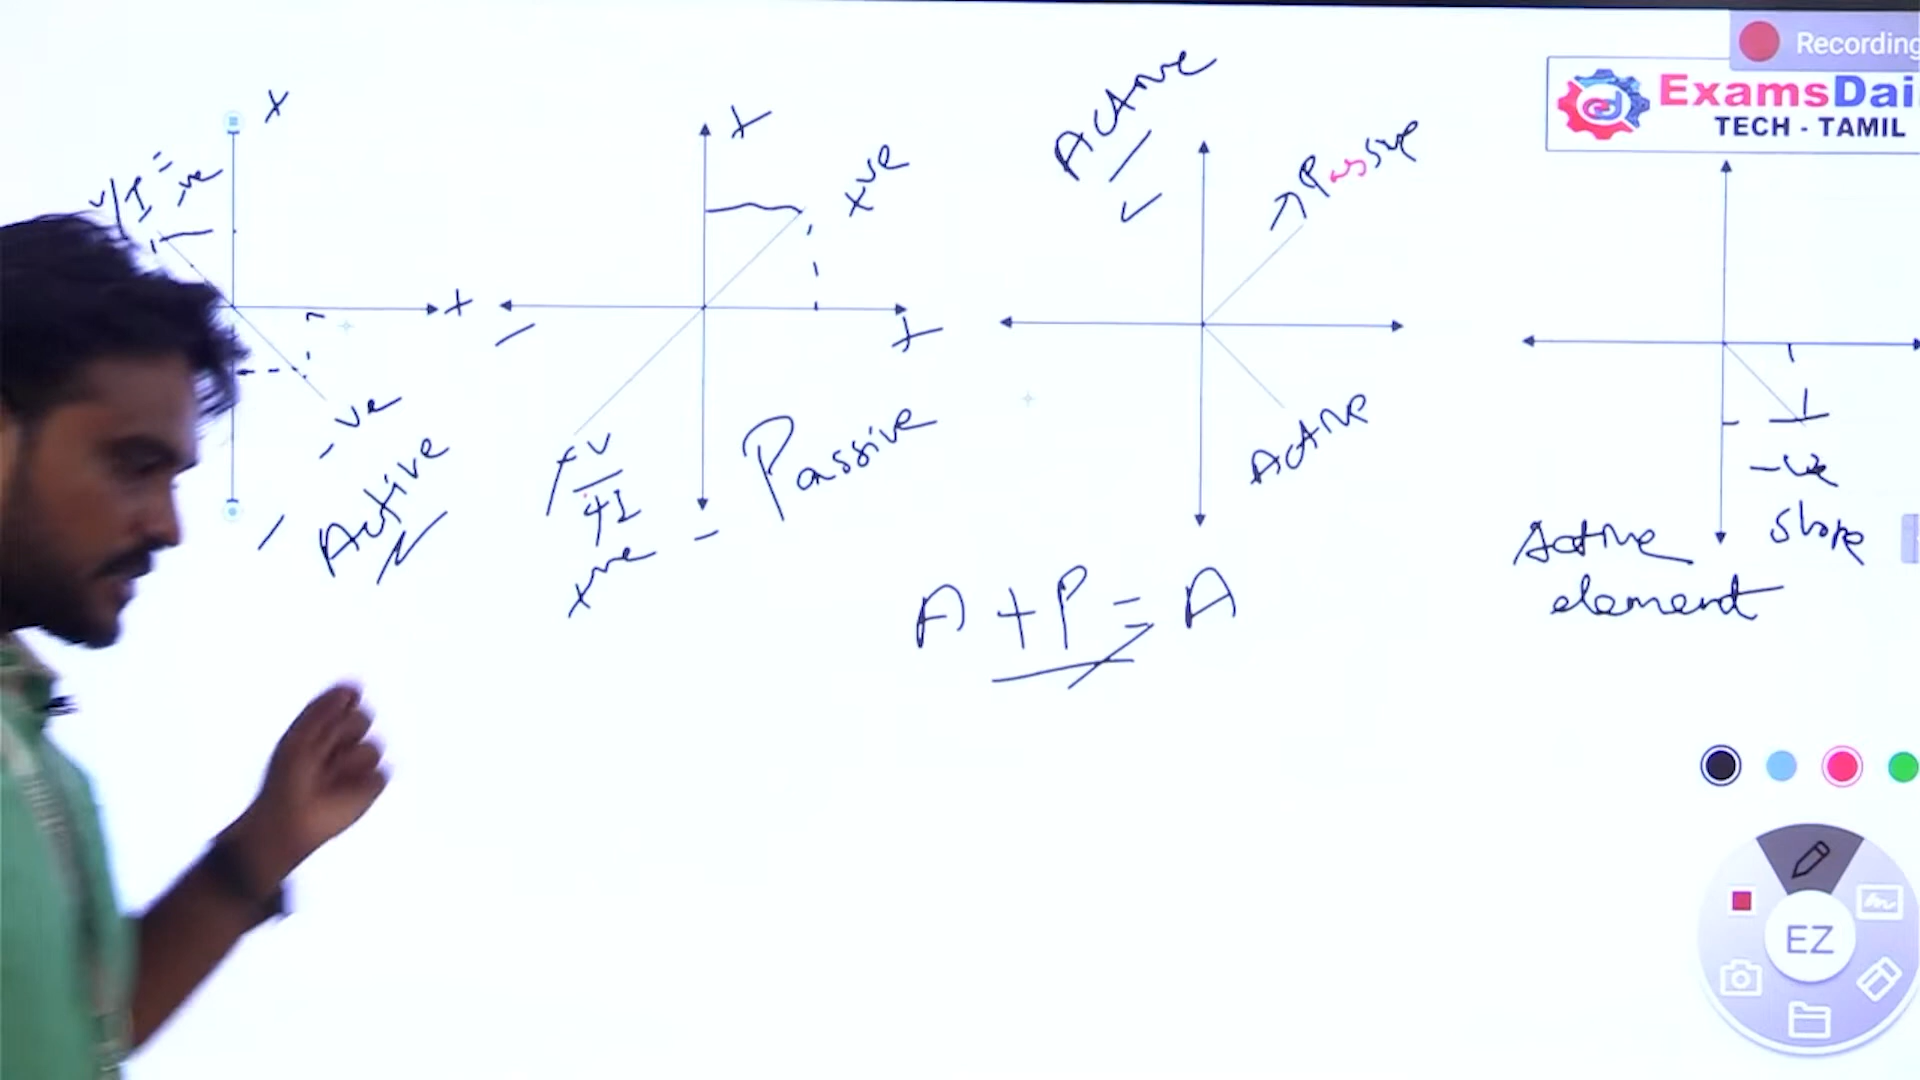 Recording
ExamsDai
TECH - TAMIL
x
V/I =
-ve
+
-ve
-
Active
+
+ve
+
-
-V
+I
+ve
-
Passive
Active
Passive
Active
A + P = A
-ve
slope
Active
element
EZ